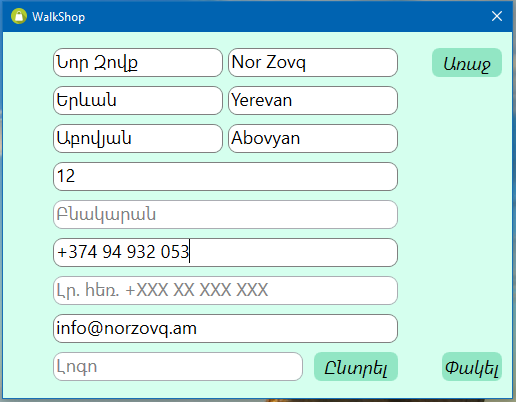 WalkShop
Նոր Զովք Nor Zovq Առաջ
Երևան Yerevan
Աբովյան Abovyan
12
Բնակարան
+374 94 932 053
Լր. հեռ. +XXX XX XXX XXX
info@norzovq.am
Լոգո Ընտրել Փակել